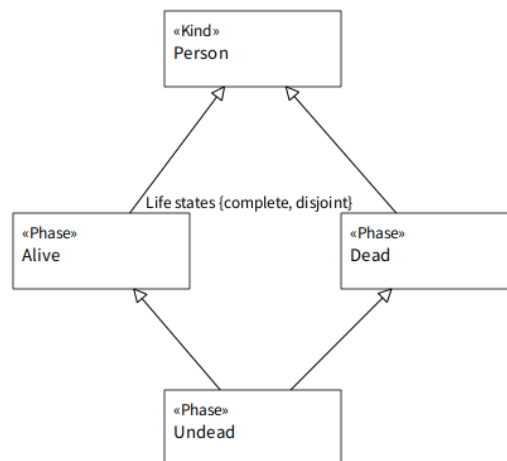 «Kind»
Person
Life states {complete, disjoint}
«Phase»
Alive
«Phase»
Dead
«Phase»
Undead